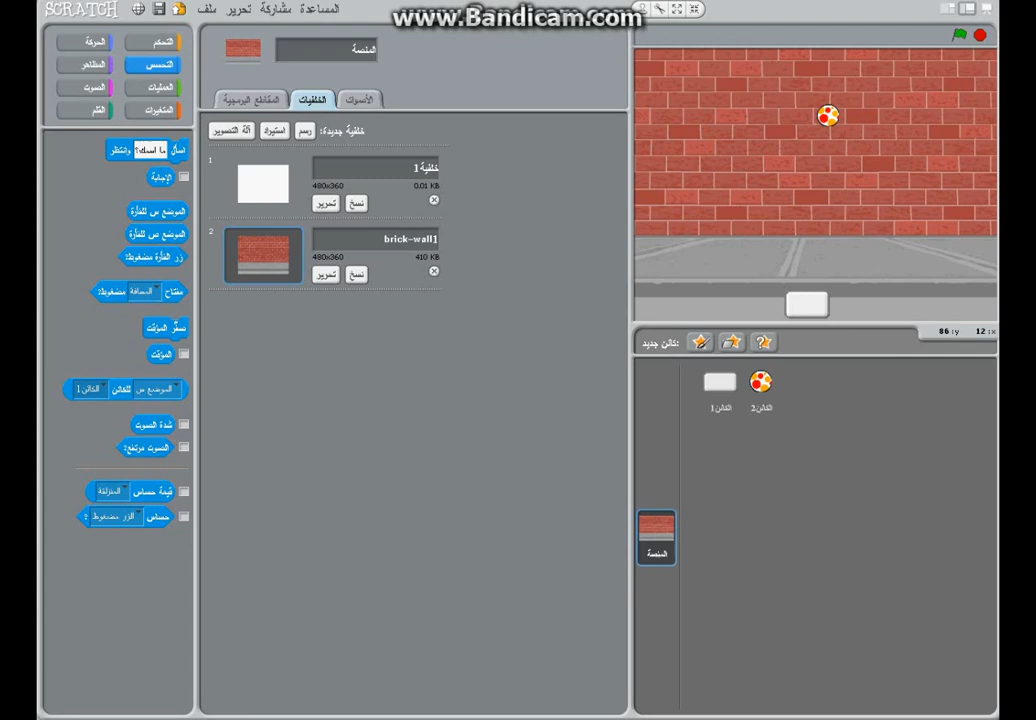 www.Bandicam.com
SCRATCH
ملف تحرير مشاركة المساعدة
التحكم
الحركة
التحسس
المظاهر
العمليات
الصوت
المتغيرات
القلم
المنصة
المقاطع البرمجية
الخلفيات
الأصوات
خلفية جديدة: رسم استيراد آلة التصوير
1
خلفية1
480x360 0.01 KB
تحرير نسخ
2
brick-wall1
480x360 410 KB
تحرير نسخ
اسأل ما اسمك؟ وانتظر
الإجابة
الموضع س للفأرة
الموضع ص للفأرة
زر الفأرة مضغوط؟
مفتاح المسافة مضغوط؟
صفّر المؤقت
المؤقت
الموضع س للكائن الكائن1
شدة الصوت
الصوت مرتفع؟
قيمة حساس المنزلقة
حساس الزر مضغوط ؟
x: 12 y: 86
كائن جديد:
الكائن1
الكائن2
المنصة